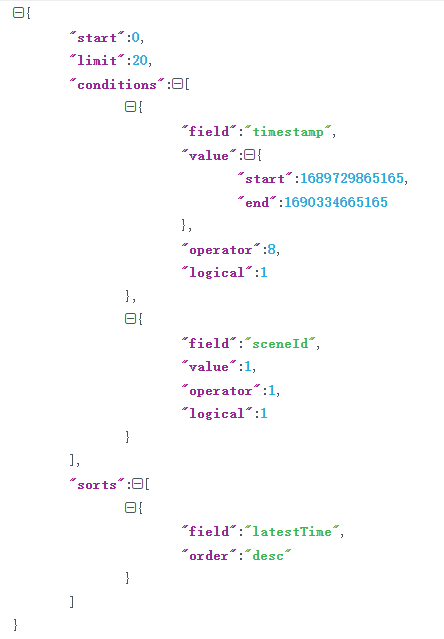 {
"start":0,
"limit":20,
"conditions":[
{
"field":"timestamp",
"value":{
"start":1689729865165,
"end":1690334665165
},
"operator":8,
"logical":1
},
{
"field":"sceneId",
"value":1,
"operator":1,
"logical":1
}
],
"sorts":[
{
"field":"latestTime",
"order":"desc"
}
]
}